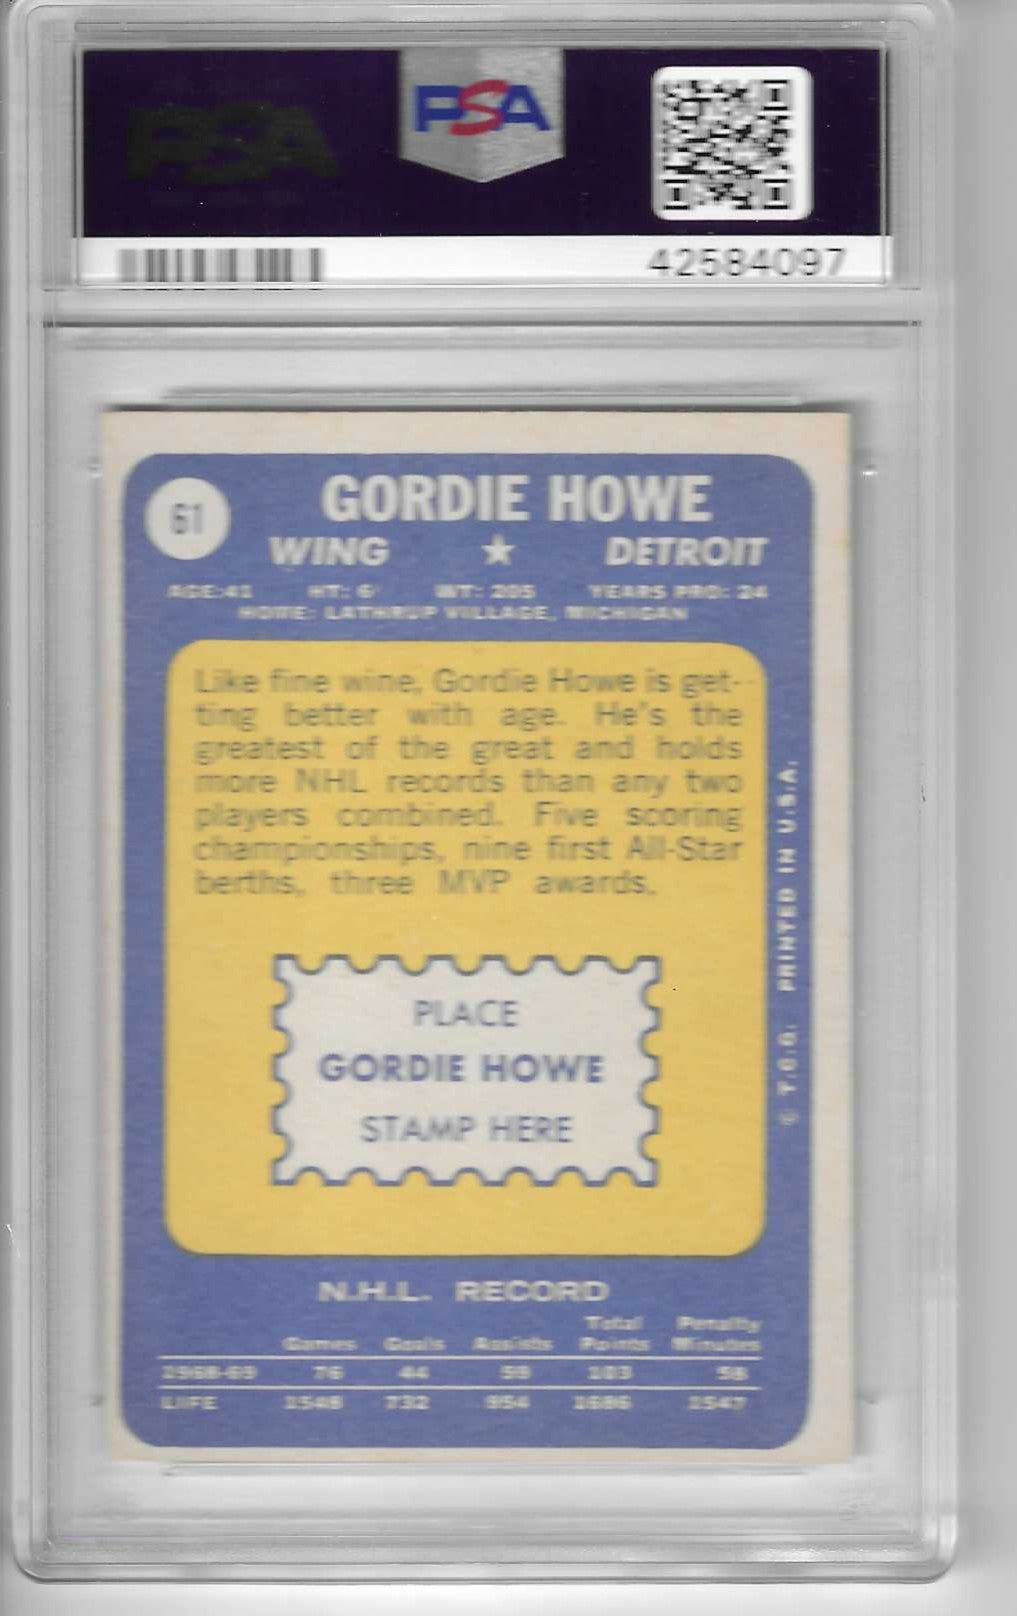 PSA
PSA
42584097
61
GORDIE HOWE
WING ★ DETROIT
AGE: 41 HT: 6' WT: 205 YEARS PRO: 24
HOME: LATHRUP VILLAGE, MICHIGAN
Like fine wine, Gordie Howe is get-
ting better with age. He's the
greatest of the great and holds
more NHL records than any two
players combined. Five scoring
championships, nine first All-Star
berths, three MVP awards.
PLACE
GORDIE HOWE
STAMP HERE
© T.C.G. PRINTED IN U.S.A.
N.H.L. RECORD
Total Penalty
Games Goals Assists Points Minutes
1968-69 76 44 59 103 58
LIFE 1548 732 954 1686 1547